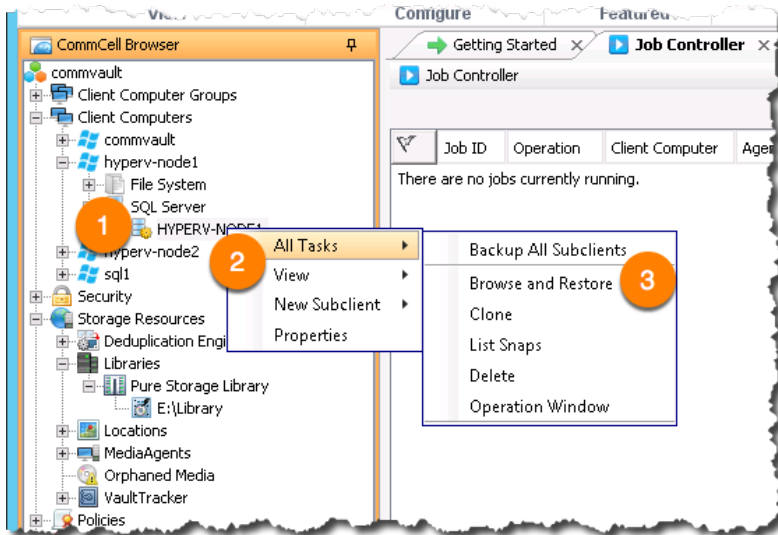 Configure
CommCell Browser
Getting Started
Job Controller
commvault
Client Computer Groups
Client Computers
commvault
hyperv-node1
File System
SQL Server
HYPERV-NODE1
hyperv-node2
sql1
Security
Storage Resources
Deduplication Engi
Libraries
Pure Storage Library
E:\Library
Locations
MediaAgents
Orphaned Media
VaultTracker
Policies
Job Controller
Job ID Operation Client Computer Agen
There are no jobs currently running.
1
2
All Tasks
View
New Subclient
Properties
Backup All Subclients
Browse and Restore
3
Clone
List Snaps
Delete
Operation Window